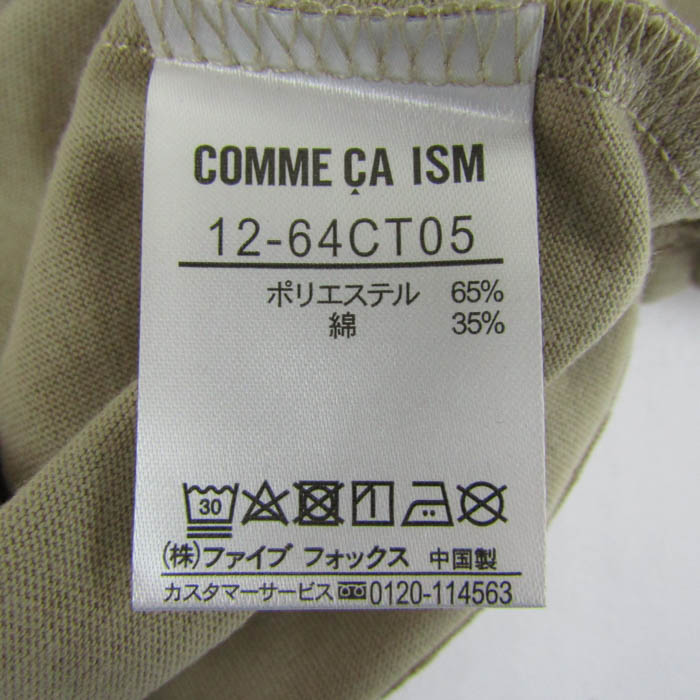 COMME ÇA ISM
12-64CT05
ポリエステル 65%
綿 35%
30
(株)ファイブ フォックス 中国製
カスタマーサービス 0120-114563